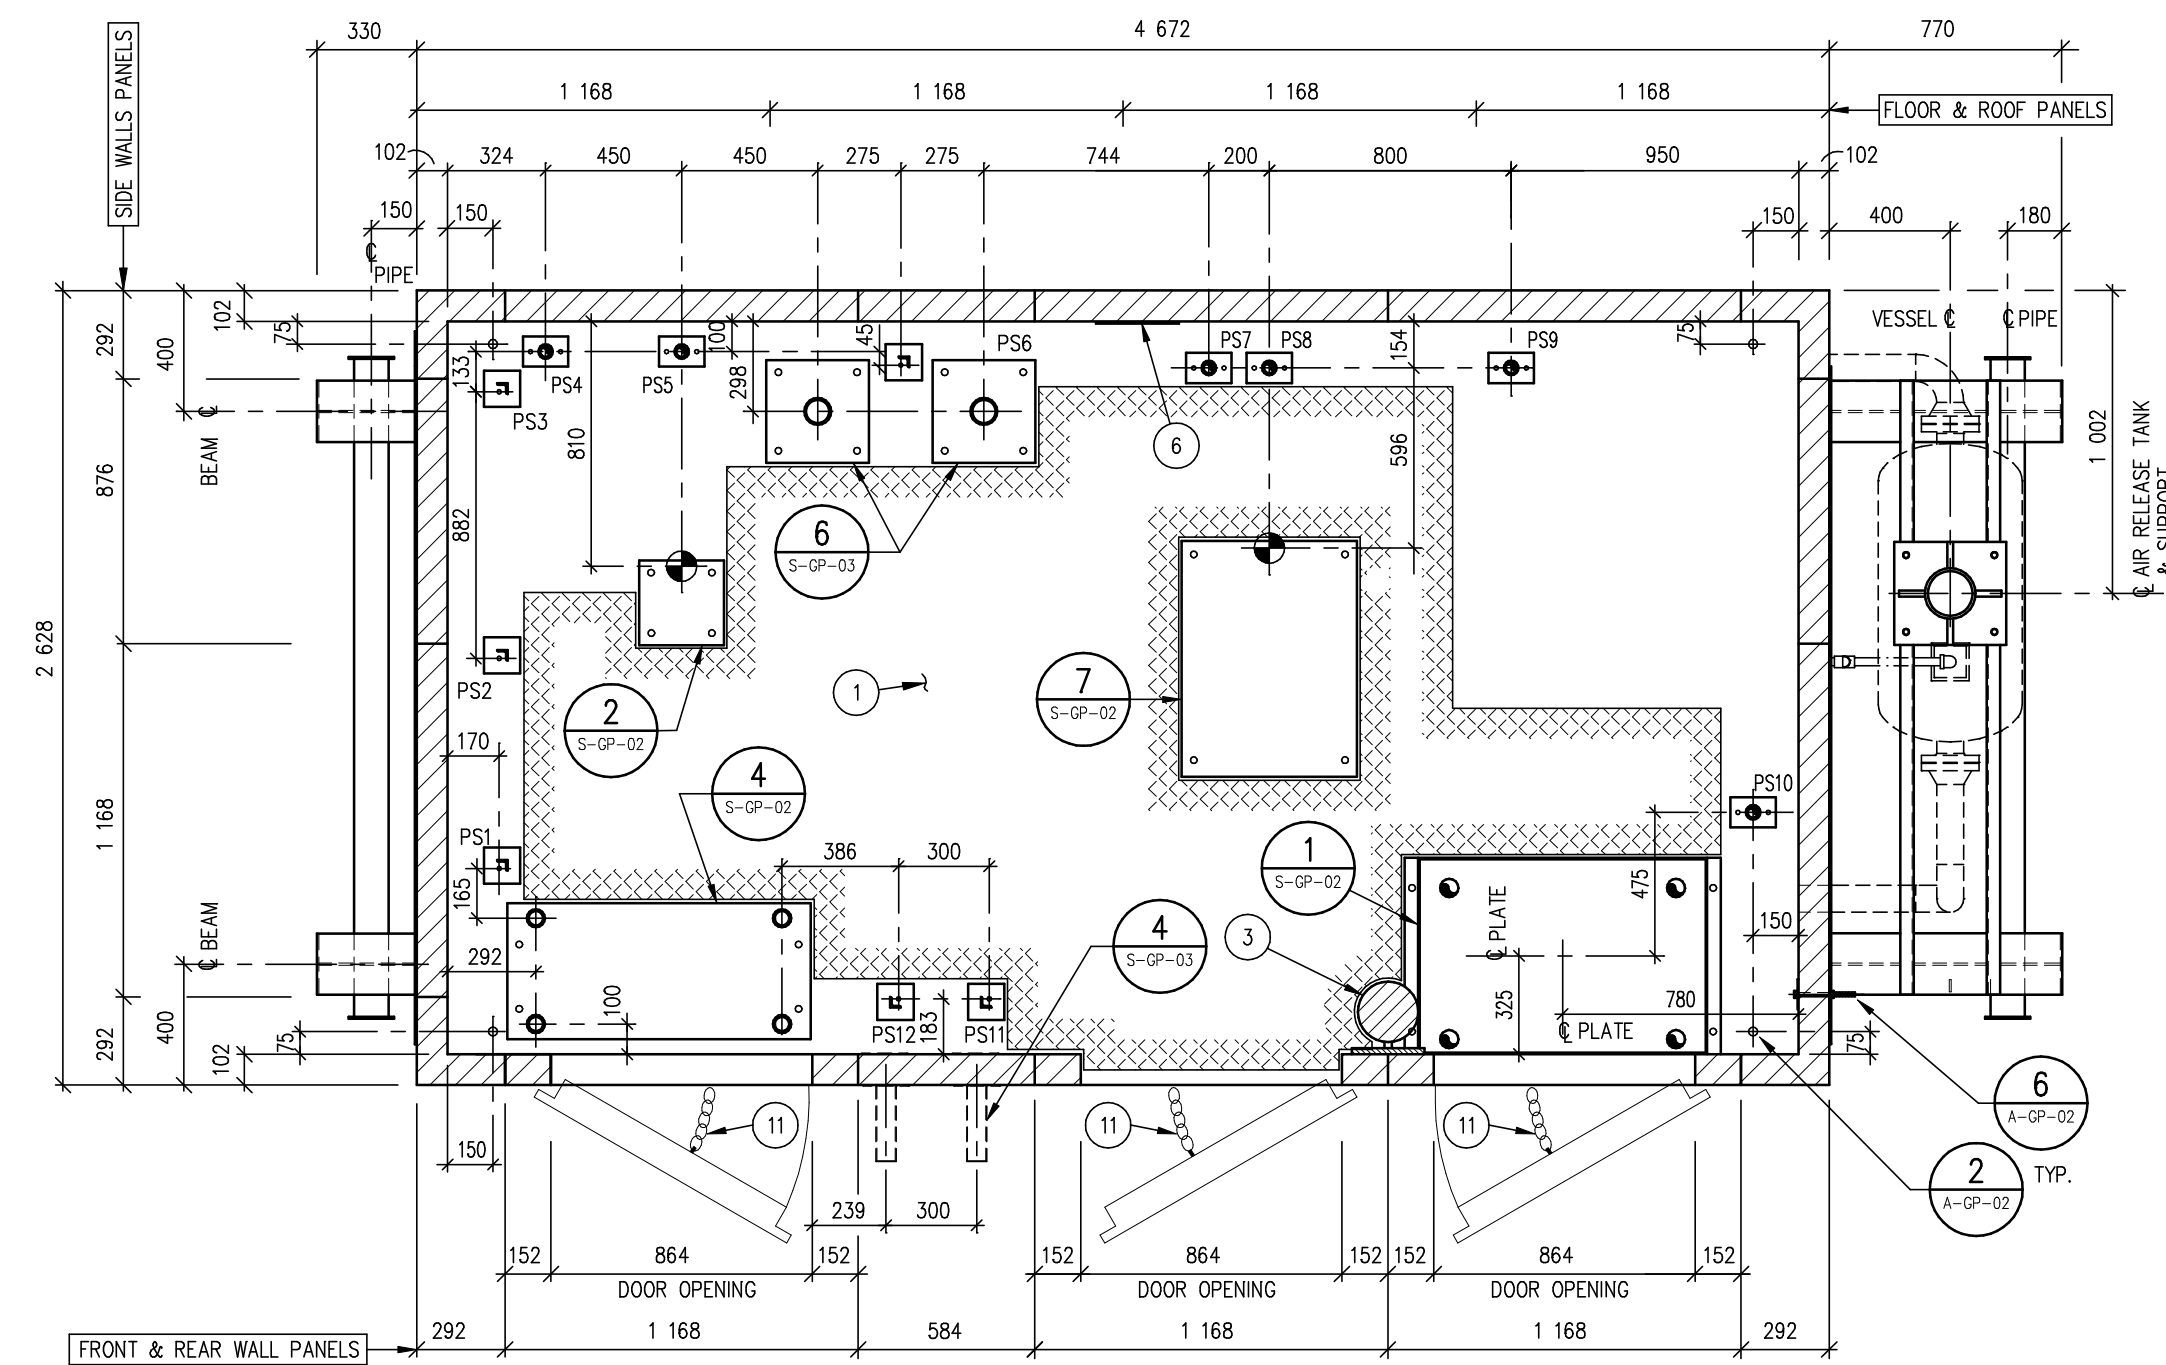 330
4 672
770
SIDE WALLS PANELS
1 168
1 168
1 168
1 168
FLOOR & ROOF PANELS
102
324
450
450
275
275
744
200
800
950
102
150
150
150
400
180
℄
PIPE
292
400
102
75
133
100
298
45
154
75
VESSEL ℄
℄ PIPE
PS4
PS5
PS6
PS7
PS8
PS9
PS3
BEAM ℄
810
882
6
596
1 002
℄ AIR RELEASE TANK
& SUPPORT
876
6
S-GP-03
2 628
PS2
1
2
S-GP-02
7
S-GP-02
170
4
S-GP-02
PS10
1 168
PS1
165
386
300
1
S-GP-02
475
℄ PLATE
150
℄ BEAM
292
100
4
S-GP-03
3
325
780
℄ PLATE
PS12
183
PS11
292
400
102
75
75
6
A-GP-02
11
11
11
150
2
A-GP-02
TYP.
239
300
152
864
152
152
864
152
152
864
152
DOOR OPENING
DOOR OPENING
DOOR OPENING
FRONT & REAR WALL PANELS
292
1 168
584
1 168
1 168
292